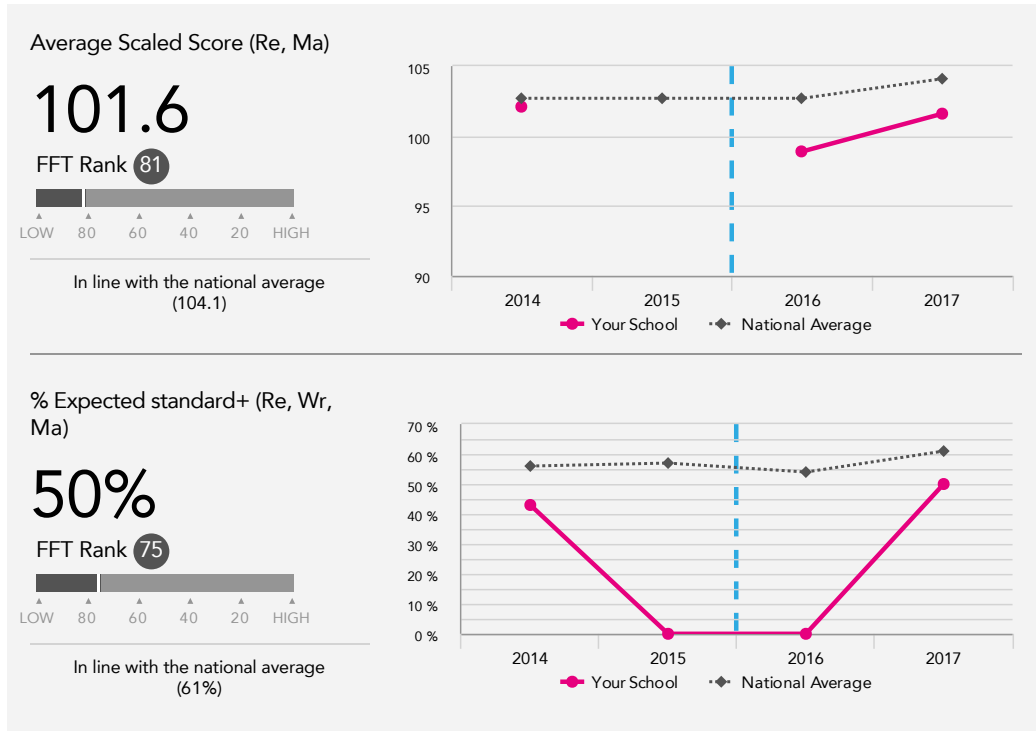 Average Scaled Score (Re, Ma)
101.6
FFT Rank 81
LOW 80 60 40 20 HIGH
In line with the national average
(104.1)
105
100
95
90
2014 2015 2016 2017
Your School National Average
% Expected standard+ (Re, Wr,
Ma)
50%
FFT Rank 75
LOW 80 60 40 20 HIGH
In line with the national average
(61%)
70 %
60 %
50 %
40 %
30 %
20 %
10 %
0 %
2014 2015 2016 2017
Your School National Average